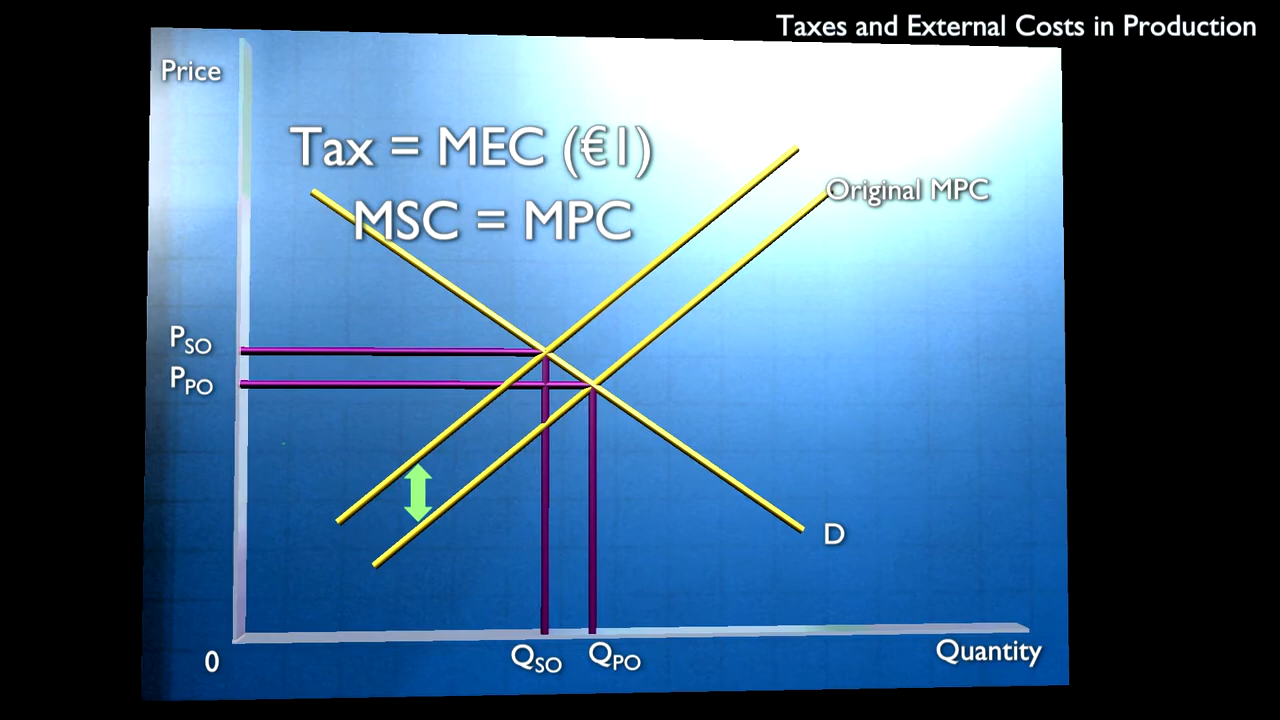 Taxes and External Costs in Production
Price
Tax = MEC (€1)
MSC = MPC
Original MPC
PSO
PPO
D
0
QSO
QPO
Quantity